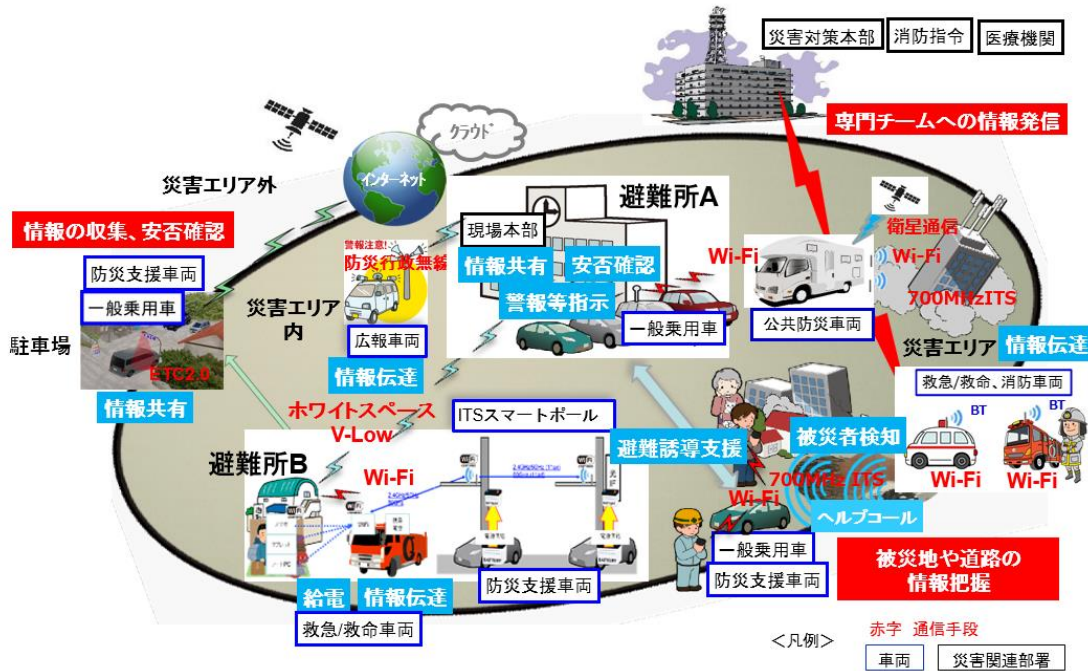 災害対策本部
消防指令
医療機関
専門チームへの情報発信
クラウド
インターネット
災害エリア外
情報の収集、安否確認
防災支援車両
一般乗用車
駐車場
ETC2.0
情報共有
災害エリア
内
警報注意!
防災行政無線
広報車両
情報伝達
避難所A
現場本部
情報共有
安否確認
警報等指示
一般乗用車
Wi-Fi
公共防災車両
衛星通信
Wi-Fi
700MHzITS
災害エリア
情報伝達
救急/救命、消防車両
BT
BT
Wi-Fi
Wi-Fi
ホワイトスペース
V-Low
ITSスマートポール
避難誘導支援
被災者検知
700MHz ITS
Wi-Fi
ヘルプコール
一般乗用車
防災支援車両
被災地や道路の
情報把握
避難所B
Wi-Fi
給電
情報伝達
救急/救命車両
防災支援車両
<凡例>
赤字 通信手段
車両
災害関連部署